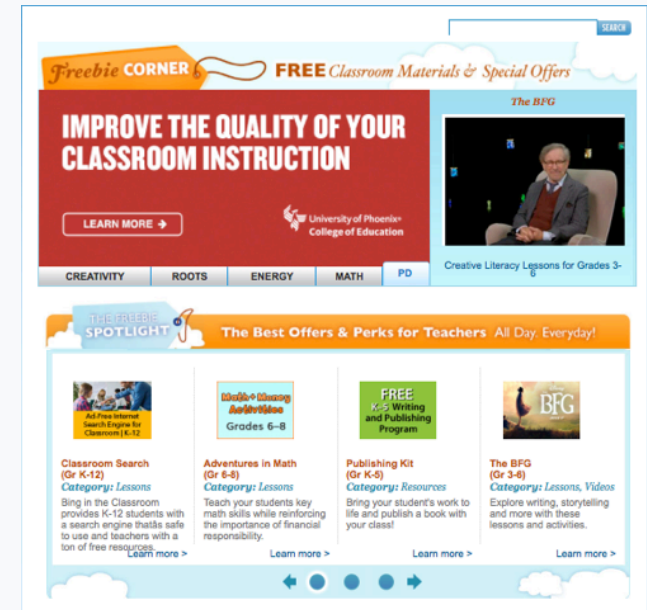 SEARCH
Freebie CORNER
FREE Classroom Materials & Special Offers
IMPROVE THE QUALITY OF YOUR
CLASSROOM INSTRUCTION
LEARN MORE →
University of Phoenix®
College of Education
The BFG
Creative Literacy Lessons for Grades 3-
6
CREATIVITY
ROOTS
ENERGY
MATH
PD
THE FREEBIE
SPOTLIGHT
The Best Offers & Perks for Teachers All Day. Everyday!
Ad-Free Internet
Search Engine for
Classroom | K-12
Classroom Search
(Gr K-12)
Category: Lessons
Bing in the Classroom
provides K-12 students with
a search engine thatâs safe
to use and teachers with a
ton of free resources.
Learn more >
Math+Money
Activities
Grades 6-8
Adventures in Math
(Gr 6-8)
Category: Lessons
Teach your students key
math skills while reinforcing
the importance of financial
responsibility.
Learn more >
FREE
K-5 Writing
and Publishing
Program
Publishing Kit
(Gr K-5)
Category: Resources
Bring your student's work to
life and publish a book with
your class!
Learn more >
BFG
The BFG
(Gr 3-6)
Category: Lessons, Videos
Explore writing, storytelling
and more with these
lessons and activities.
Learn more >